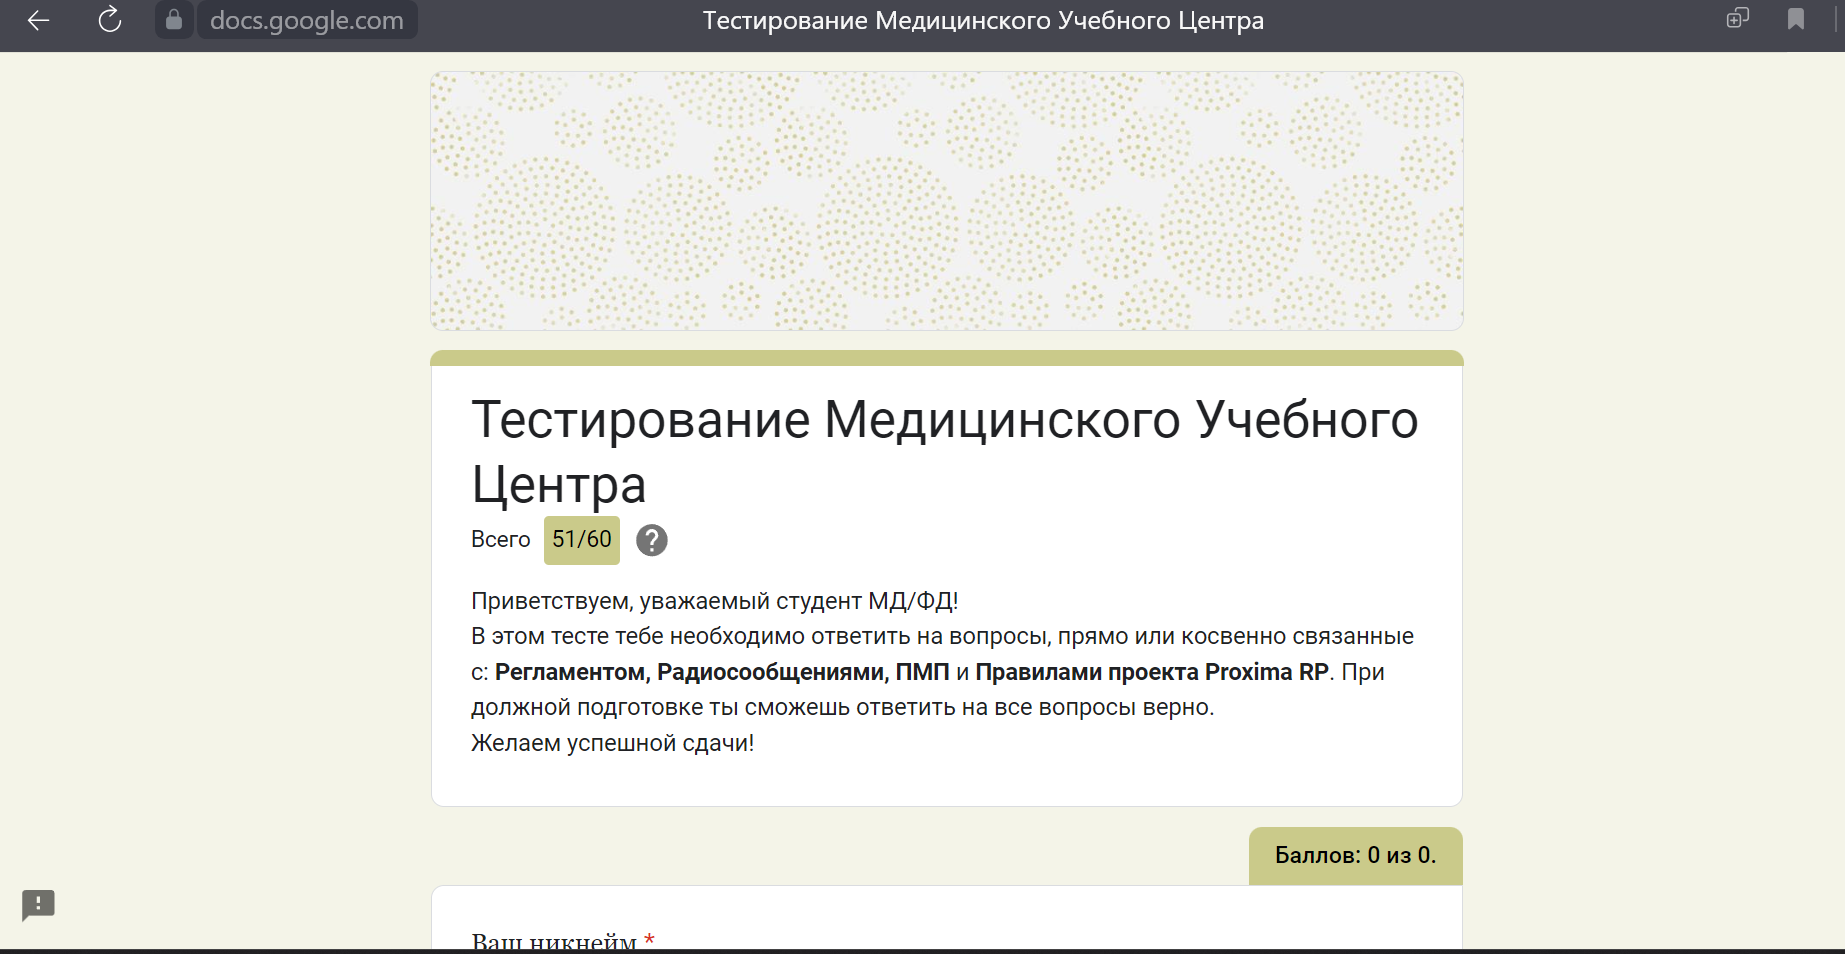 docs.google.com
Тестирование Медицинского Учебного Центра
Тестирование Медицинского Учебного
Центра
Всего 51/60 ?
Приветствуем, уважаемый студент МД/ФД!
В этом тесте тебе необходимо ответить на вопросы, прямо или косвенно связанные
с: Регламентом, Радиосообщениями, ПМП и Правилами проекта Proxima RP. При
должной подготовке ты сможешь ответить на все вопросы верно.
Желаем успешной сдачи!
Баллов: 0 из 0.
Ваш никнейм *